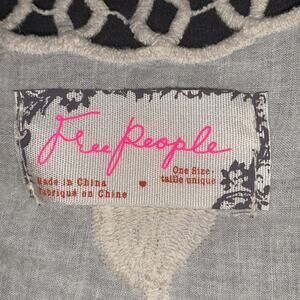 Free People
One Size •
taille unique
Made in China
Fabriqué en Chine